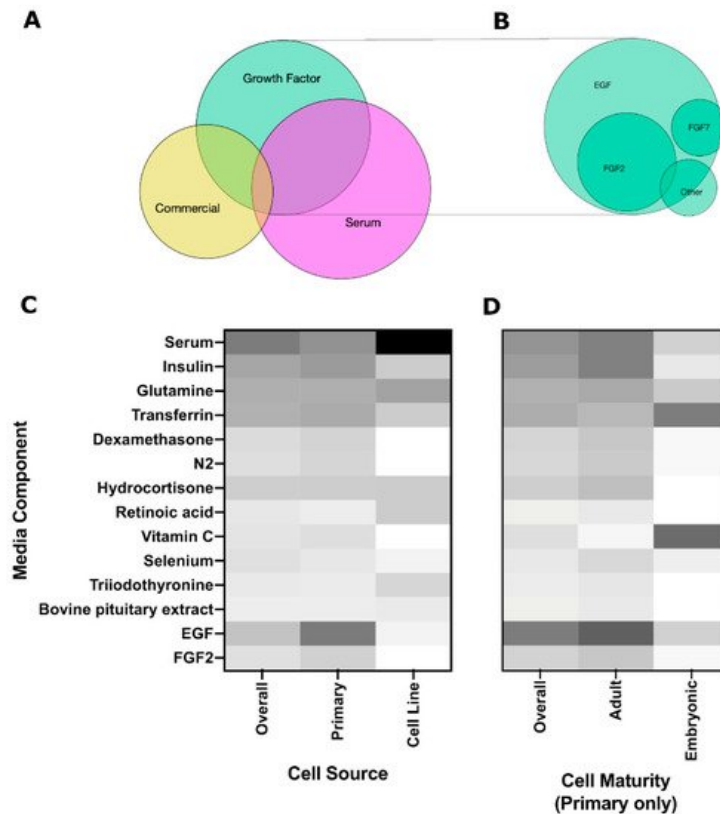 A
B
Growth Factor
Commercial
Serum
EGF
FGF7
FGF2
Other
C
D
Media Component
Serum
Insulin
Glutamine
Transferrin
Dexamethasone
N2
Hydrocortisone
Retinoic acid
Vitamin C
Selenium
Triiodothyronine
Bovine pituitary extract
EGF
FGF2
Overall
Primary
Cell Line
Cell Source
Overall
Adult
Embryonic
Cell Maturity
(Primary only)